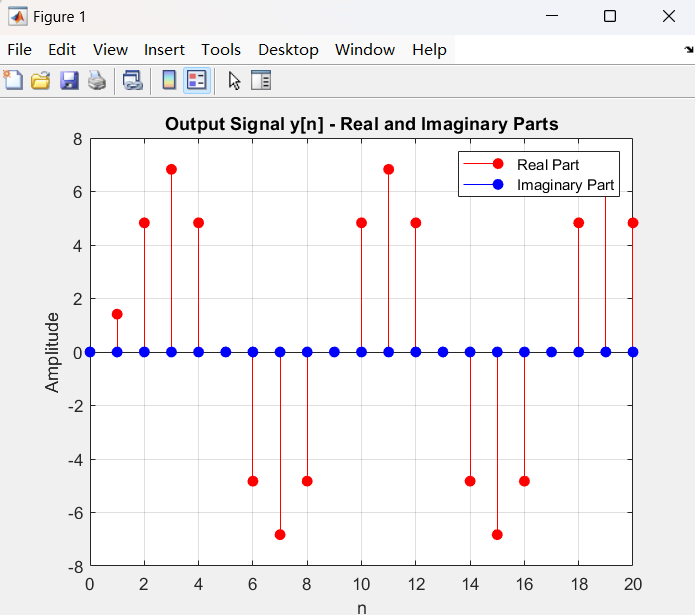 Figure 1
File Edit View Insert Tools Desktop Window Help
Output Signal y[n] - Real and Imaginary Parts
Real Part
Imaginary Part
8
6
4
2
0
-2
-4
-6
-8
Amplitude
0 2 4 6 8 10 12 14 16 18 20
n